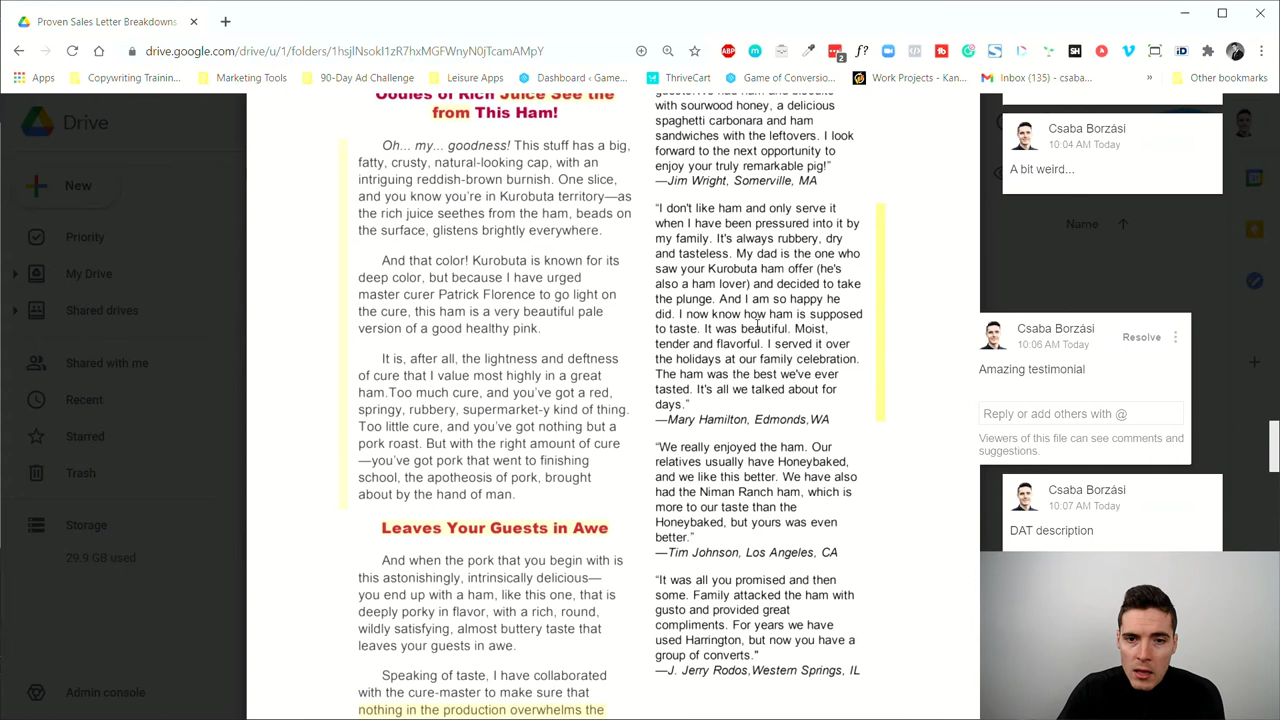 Proven Sales Letter Breakdowns
drive.google.com/drive/u/1/folders/1hsjlNsokI1zR7hxMGFWnyN0jTcamAMpY
ABP
f?
SH
iD
2
Apps
Copywriting Trainin...
Marketing Tools
90-Day Ad Challenge
Leisure Apps
Dashboard ‹ Game...
ThriveCart
Game of Conversio...
Work Projects - Kan...
Inbox (135) - csaba...
»
Other bookmarks
Drive
New
Priority
My Drive
Shared drives
Shared with me
Recent
Starred
Trash
Storage
29.9 GB used
Admin console
Oodles of Rich Juice See the
from This Ham!
Oh... my... goodness! This stuff has a big,
fatty, crusty, natural-looking cap, with an
intriguing reddish-brown burnish. One slice,
and you know you're in Kurobuta territory—as
the rich juice seethes from the ham, beads on
the surface, glistens brightly everywhere.
And that color! Kurobuta is known for its
deep color, but because I have urged
master curer Patrick Florence to go light on
the cure, this ham is a very beautiful pale
version of a good healthy pink.
It is, after all, the lightness and deftness
of cure that I value most highly in a great
ham.Too much cure, and you've got a red,
springy, rubbery, supermarket-y kind of thing.
Too little cure, and you've got nothing but a
pork roast. But with the right amount of cure
—you've got pork that went to finishing
school, the apotheosis of pork, brought
about by the hand of man.
Leaves Your Guests in Awe
And when the pork that you begin with is
this astonishingly, intrinsically delicious—
you end up with a ham, like this one, that is
deeply porky in flavor, with a rich, round,
wildly satisfying, almost buttery taste that
leaves your guests in awe.
Speaking of taste, I have collaborated
with the cure-master to make sure that
nothing in the production overwhelms the
with sourwood honey, a delicious
spaghetti carbonara and ham
sandwiches with the leftovers. I look
forward to the next opportunity to
enjoy your truly remarkable pig!"
—Jim Wright, Somerville, MA
"I don't like ham and only serve it
when I have been pressured into it by
my family. It's always rubbery, dry
and tasteless. My dad is the one who
saw your Kurobuta ham offer (he's
also a ham lover) and decided to take
the plunge. And I am so happy he
did. I now know how ham is supposed
to taste. It was beautiful. Moist,
tender and flavorful. I served it over
the holidays at our family celebration.
The ham was the best we've ever
tasted. It's all we talked about for
days."
—Mary Hamilton, Edmonds,WA
"We really enjoyed the ham. Our
relatives usually have Honeybaked,
and we like this better. We have also
had the Niman Ranch ham, which is
more to our taste than the
Honeybaked, but yours was even
better."
—Tim Johnson, Los Angeles, CA
"It was all you promised and then
some. Family attacked the ham with
gusto and provided great
compliments. For years we have
used Harrington, but now you have a
group of converts."
—J. Jerry Rodos,Western Springs, IL
Csaba Borzási
10:04 AM Today
A bit weird...
Name
Csaba Borzási
10:06 AM Today
Resolve
Amazing testimonial
Reply or add others with @
Viewers of this file can see comments and
suggestions.
Csaba Borzási
10:07 AM Today
DAT description